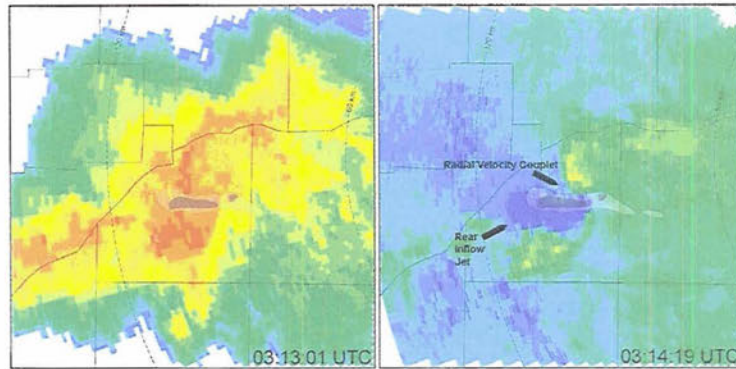 Radial Velocity Couplet
Rear
Inflow
Jet
03:13:01 UTC
03:14:19 UTC